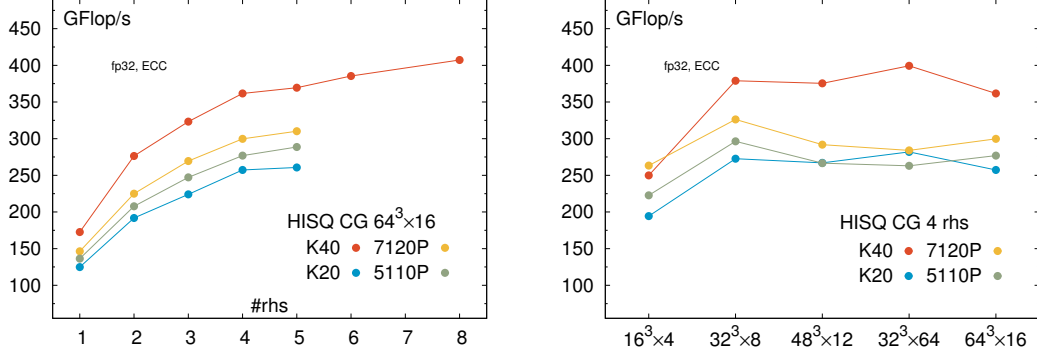 GFlop/s
450
400
350
300
250
200
150
100
fp32, ECC
HISQ CG 64³×16
K40 7120P
K20 5110P
#rhs
1 2 3 4 5 6 7 8
GFlop/s
450
400
350
300
250
200
150
100
fp32, ECC
HISQ CG 4 rhs
K40 7120P
K20 5110P
16³×4 32³×8 48³×12 32³×64 64³×16